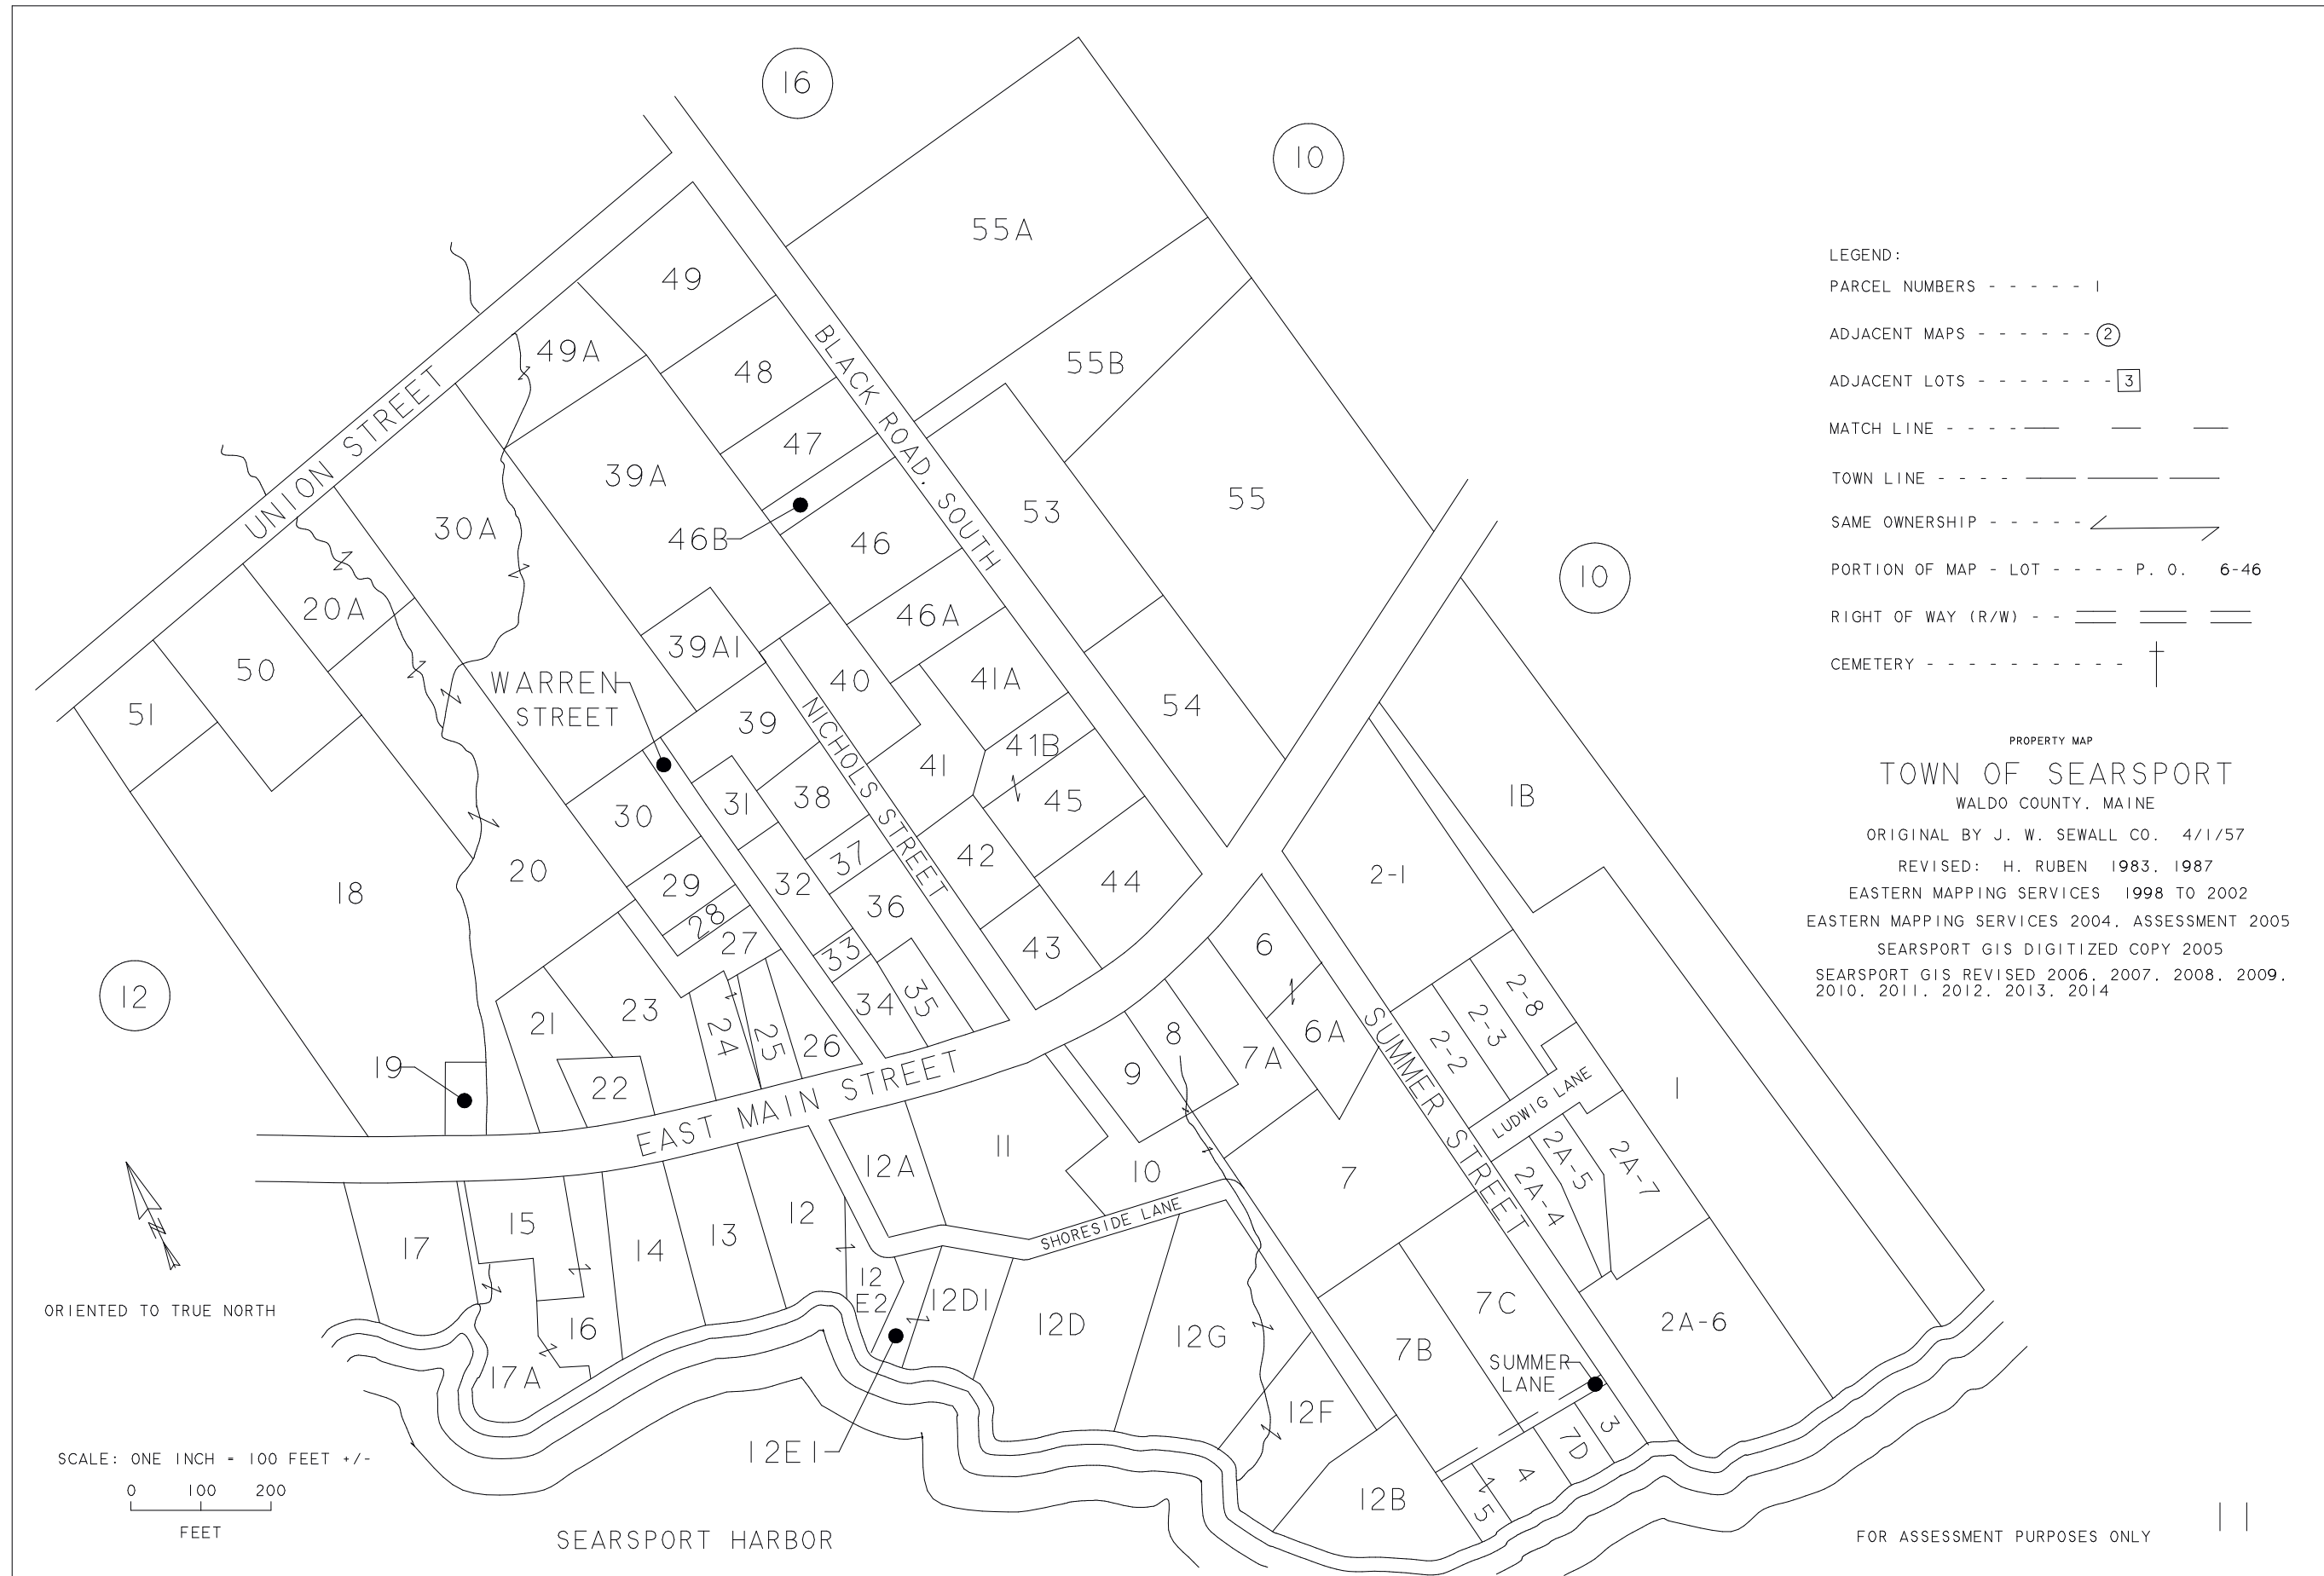 16
10
55A
49
49A
BLACK ROAD, SOUTH
48
55B
UNION STREET
47
39A
30A
46B
46
53
55
10
20A
46A
39A1
50
WARREN
STREET
40
41A
51
39
NICHOLS STREET
54
41B
41
38
31
45
30
1B
20
29
32
37
42
44
2-1
18
28
36
27
33
43
6
12
23
21
34
35
2-8
2-3
24
25
26
6A
8
7A
SUMMER STREET
2-2
19
22
9
EAST MAIN STREET
LUDWIG LANE
1
12A
11
10
7
2A-5
2A-7
2A-4
15
12
13
14
17
SHORESIDE LANE
12
E2
12D1
12D
12G
7C
2A-6
16
7B
17A
SUMMER
LANE
12F
3
7D
4
5
12B
12E1
SEARSPORT HARBOR
ORIENTED TO TRUE NORTH
SCALE: ONE INCH = 100 FEET +/-
0 100 200
FEET
LEGEND:
PARCEL NUMBERS - - - - - 1
ADJACENT MAPS - - - - - - 2
ADJACENT LOTS - - - - - - - 3
MATCH LINE - - - -
TOWN LINE - - - -
SAME OWNERSHIP - - - - -
PORTION OF MAP - LOT - - - - P. O. 6-46
RIGHT OF WAY (R/W) - -
CEMETERY - - - - - - - - - -
PROPERTY MAP
TOWN OF SEARSPORT
WALDO COUNTY, MAINE
ORIGINAL BY J. W. SEWALL CO. 4/1/57
REVISED: H. RUBEN 1983, 1987
EASTERN MAPPING SERVICES 1998 TO 2002
EASTERN MAPPING SERVICES 2004, ASSESSMENT 2005
SEARSPORT GIS DIGITIZED COPY 2005
SEARSPORT GIS REVISED 2006, 2007, 2008, 2009,
2010, 2011, 2012, 2013, 2014
FOR ASSESSMENT PURPOSES ONLY
11